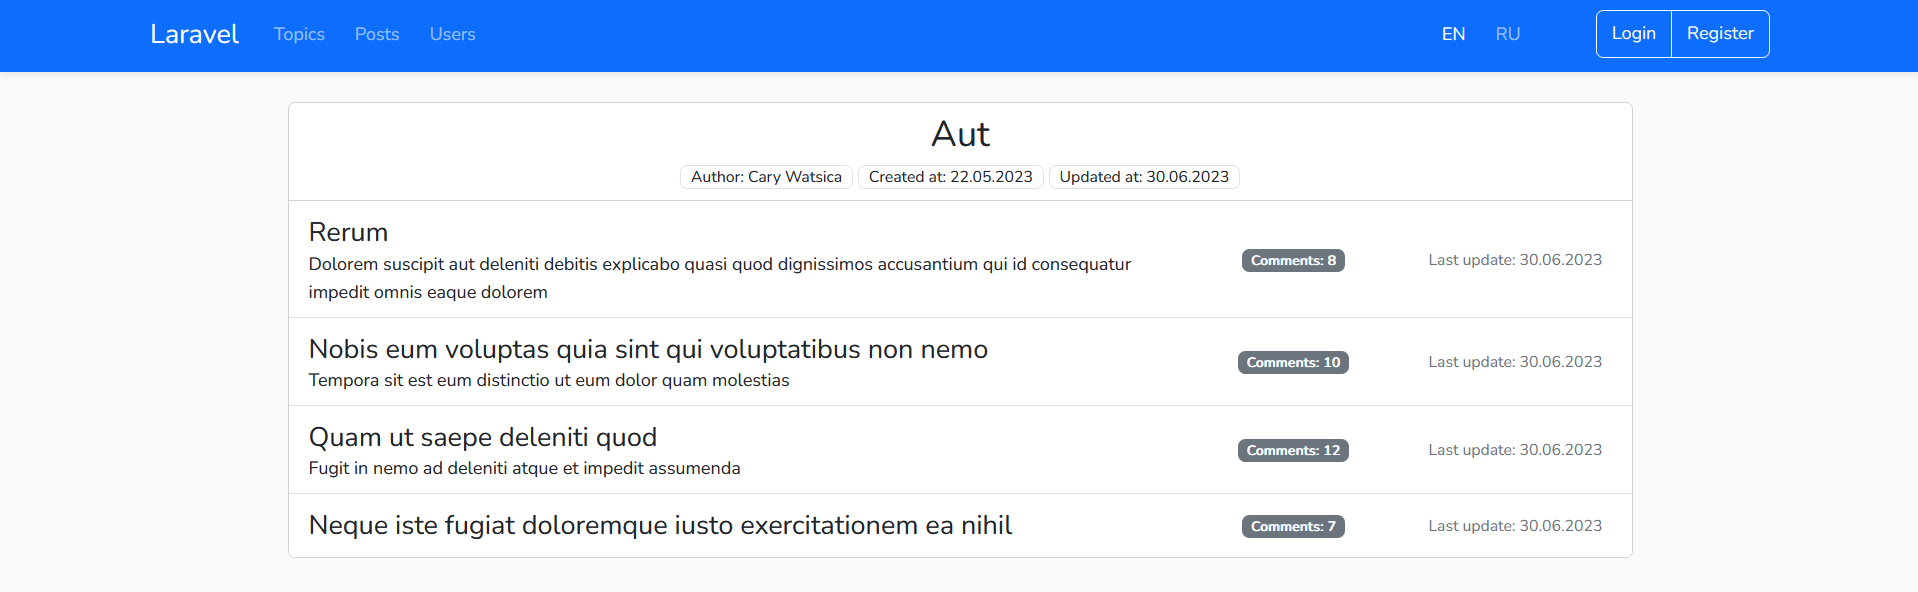 Laravel Topics Posts Users EN RU Login Register
Aut
Author: Cary Watsica Created at: 22.05.2023 Updated at: 30.06.2023
Rerum
Dolorem suscipit aut deleniti debitis explicabo quasi quod dignissimos accusantium qui id consequatur
impedit omnis eaque dolorem
Comments: 8
Last update: 30.06.2023
Nobis eum voluptas quia sint qui voluptatibus non nemo
Tempora sit est eum distinctio ut eum dolor quam molestias
Comments: 10
Last update: 30.06.2023
Quam ut saepe deleniti quod
Fugit in nemo ad deleniti atque et impedit assumenda
Comments: 12
Last update: 30.06.2023
Neque iste fugiat doloremque iusto exercitationem ea nihil
Comments: 7
Last update: 30.06.2023